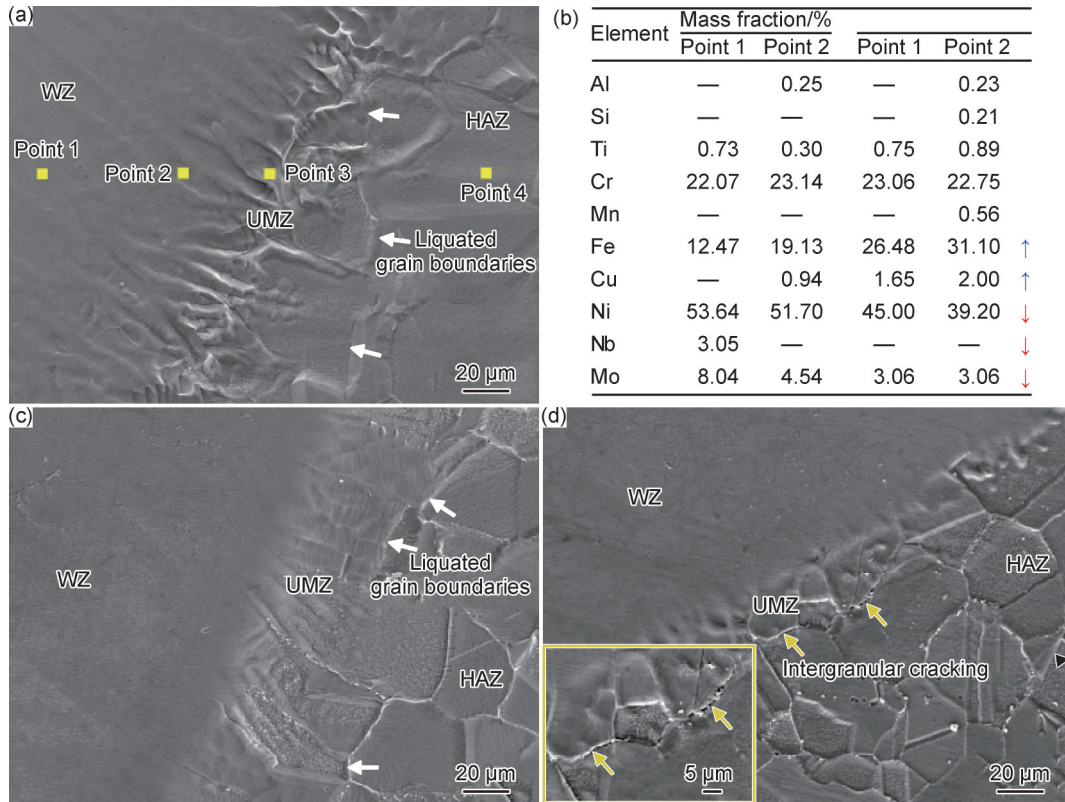 (a)
WZ
HAZ
Point 1
Point 2
Point 3
Point 4
UMZ
Liquated
grain boundaries
20 μm
(b)
Element Mass fraction/%
Point 1 Point 2 Point 1 Point 2
Al — 0.25 — 0.23
Si — — — 0.21
Ti 0.73 0.30 0.75 0.89
Cr 22.07 23.14 23.06 22.75
Mn — — — 0.56
Fe 12.47 19.13 26.48 31.10 ↑
Cu — 0.94 1.65 2.00 ↑
Ni 53.64 51.70 45.00 39.20 ↓
Nb 3.05 — — — ↓
Mo 8.04 4.54 3.06 3.06 ↓
(c)
WZ
UMZ
Liquated
grain boundaries
HAZ
20 μm
(d)
WZ
HAZ
UMZ
Intergranular cracking
5 μm
20 μm